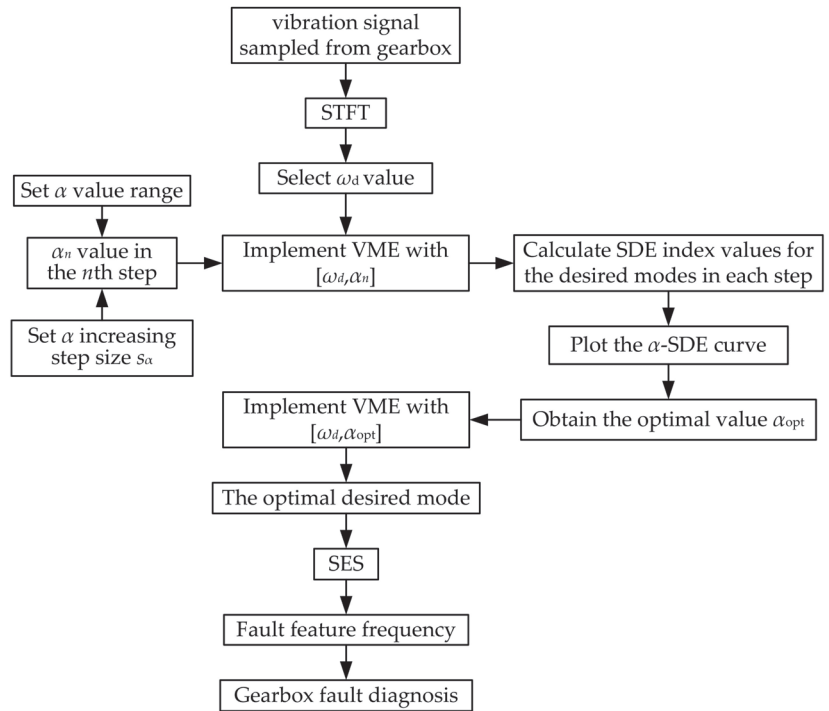 vibration signal
sampled from gearbox
STFT
Select ωd value
Set α value range
αn value in
the nth step
Set α increasing
step size sα
Implement VME with
[ωd,αn]
Calculate SDE index values for
the desired modes in each step
Plot the α-SDE curve
Obtain the optimal value αopt
Implement VME with
[ωd,αopt]
The optimal desired mode
SES
Fault feature frequency
Gearbox fault diagnosis